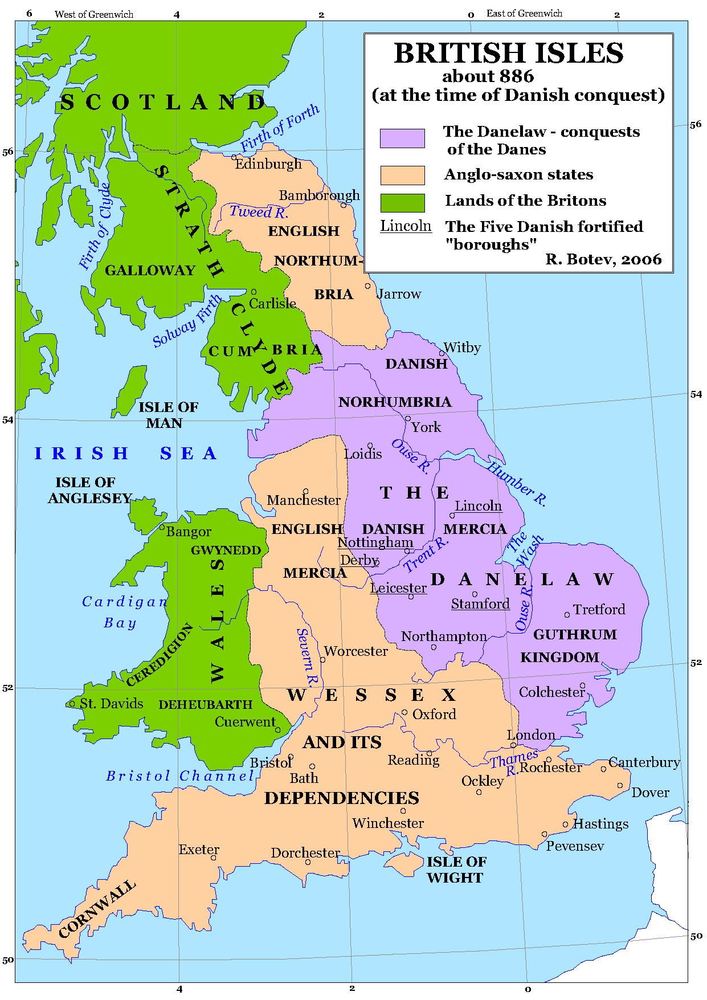 6 West of Greenwich 4 2 0 East of Greenwich 2
BRITISH ISLES
about 886
(at the time of Danish conquest)
The Danelaw - conquests
of the Danes
Anglo-saxon states
Lands of the Britons
Lincoln The Five Danish fortified
"boroughs"
R. Botev, 2006
SCOTLAND
Firth of Forth
56
56
Edinburgh
STRATH CLYDE
Firth of Clyde
Bamborough
Tweed R.
ENGLISH
NORTHUM-
BRIA
GALLOWAY
Jarrow
Carlisle
Solway Firth
CUM BRIA
Witby
DANISH
NORHUMBRIA
54
54
ISLE OF
MAN
York
IRISH SEA
Loidis
Ouse R.
Humber R.
ISLE OF
ANGLESEY
THE
Manchester
Lincoln
Bangor
ENGLISH
DANISH MERCIA
The
Wash
GWYNEDD
Nottingham
Derby
Trent R.
MERCIA
WALES
DANELAW
Leicester
Stamford
Ouse R.
Cardigan
Bay
Tretford
Northampton
GUTHRUM
KINGDOM
CEREDIGION
Severn R.
Worcester
52
52
WESSEX
Colchester
St. Davids
DEHEUBARTH
Oxford
Cuerwent
AND ITS
London
Bristol
Reading
Thames
R.
Rochester
Canterbury
Bristol Channel
Bath
Ockley
Dover
DEPENDENCIES
Winchester
Hastings
Pevensev
Exeter
Dorchester
ISLE OF
WIGHT
CORNWALL
50
50
4 2 0